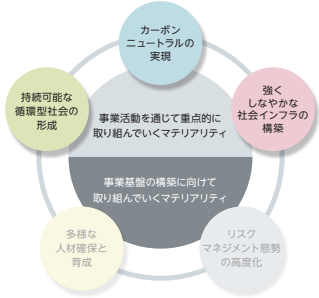 カーボン
ニュートラルの
実現
持続可能な
循環型社会の
形成
強く
しなやかな
社会インフラの
構築
事業活動を通じて重点的に
取り組んでいくマテリアリティ
事業基盤の構築に向けて
取り組んでいくマテリアリティ
多様な
人材確保と
育成
リスク
マネジメント態勢
の高度化